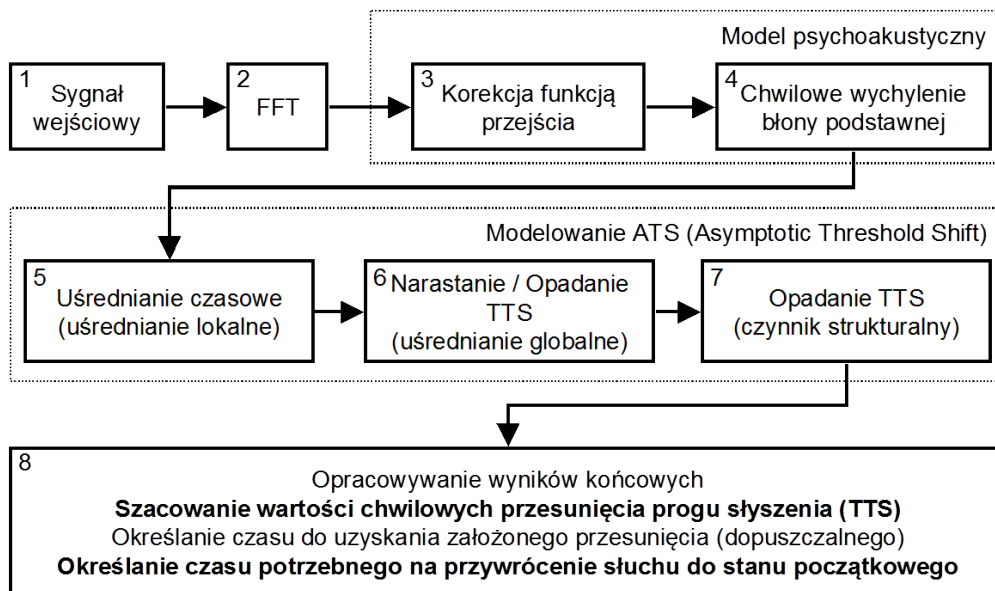 Model psychoakustyczny
1
Sygnał
wejściowy
2
FFT
3
Korekcja funkcją
przejścia
4
Chwilowe wychylenie
błony podstawnej
Modelowanie ATS (Asymptotic Threshold Shift)
5
Uśrednianie czasowe
(uśrednianie lokalne)
6
Narastanie / Opadanie
TTS
(uśrednianie globalne)
7
Opadanie TTS
(czynnik strukturalny)
8
Opracowywanie wyników końcowych
Szacowanie wartości chwilowych przesunięcia progu słyszenia (TTS)
Określanie czasu do uzyskania założonego przesunięcia (dopuszczalnego)
Określanie czasu potrzebnego na przywrócenie słuchu do stanu początkowego